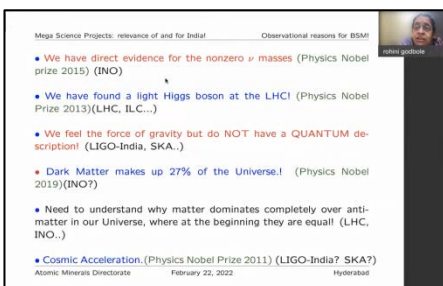 Mega Science Projects: relevance of and for India! Observational reasons for BSM!
rohini godbole
• We have direct evidence for the nonzero ν masses (Physics Nobel
prize 2015) (INO)
• We have found a light Higgs boson at the LHC! (Physics Nobel
Prize 2013)(LHC, ILC...)
• We feel the force of gravity but do NOT have a QUANTUM de-
scription! (LIGO-India, SKA..)
• Dark Matter makes up 27% of the Universe.! (Physics Nobel
2019)(INO?)
• Need to understand why matter dominates completely over anti-
matter in our Universe, where at the beginning they are equal! (LHC,
INO..)
• Cosmic Acceleration.(Physics Nobel Prize 2011) (LIGO-India? SKA?)
Atomic Minerals Directorate February 22, 2022 Hyderabad